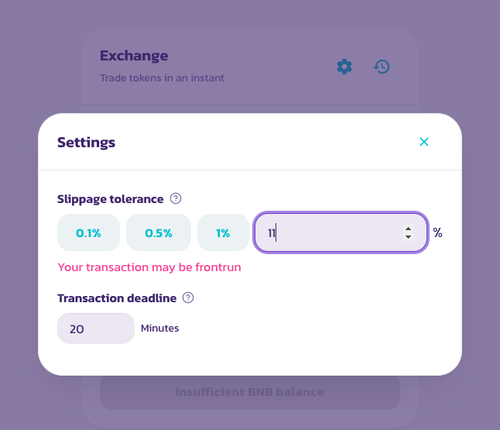 Exchange
Trade tokens in an instant
Settings
Slippage tolerance
0.1% 0.5% 1% 11 %
Your transaction may be frontrun
Transaction deadline
20 Minutes
Insufficient BNB balance